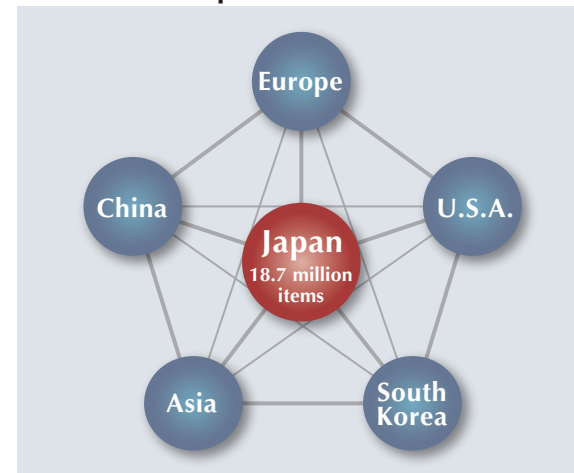 Europe
China
U.S.A.
Japan
18.7 million
items
Asia
South
Korea